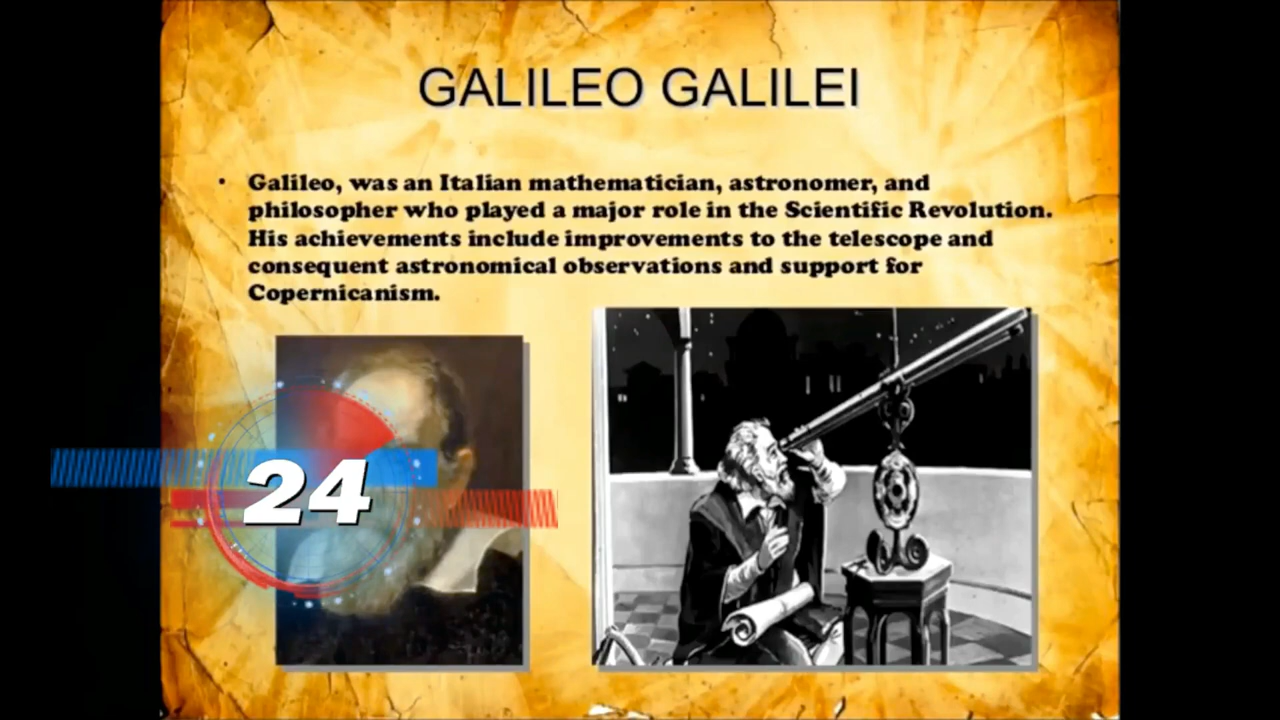 GALILEO GALILEI
• Galileo, was an Italian mathematician, astronomer, and
philosopher who played a major role in the Scientific Revolution.
His achievements include improvements to the telescope and
consequent astronomical observations and support for
Copernicanism.
24